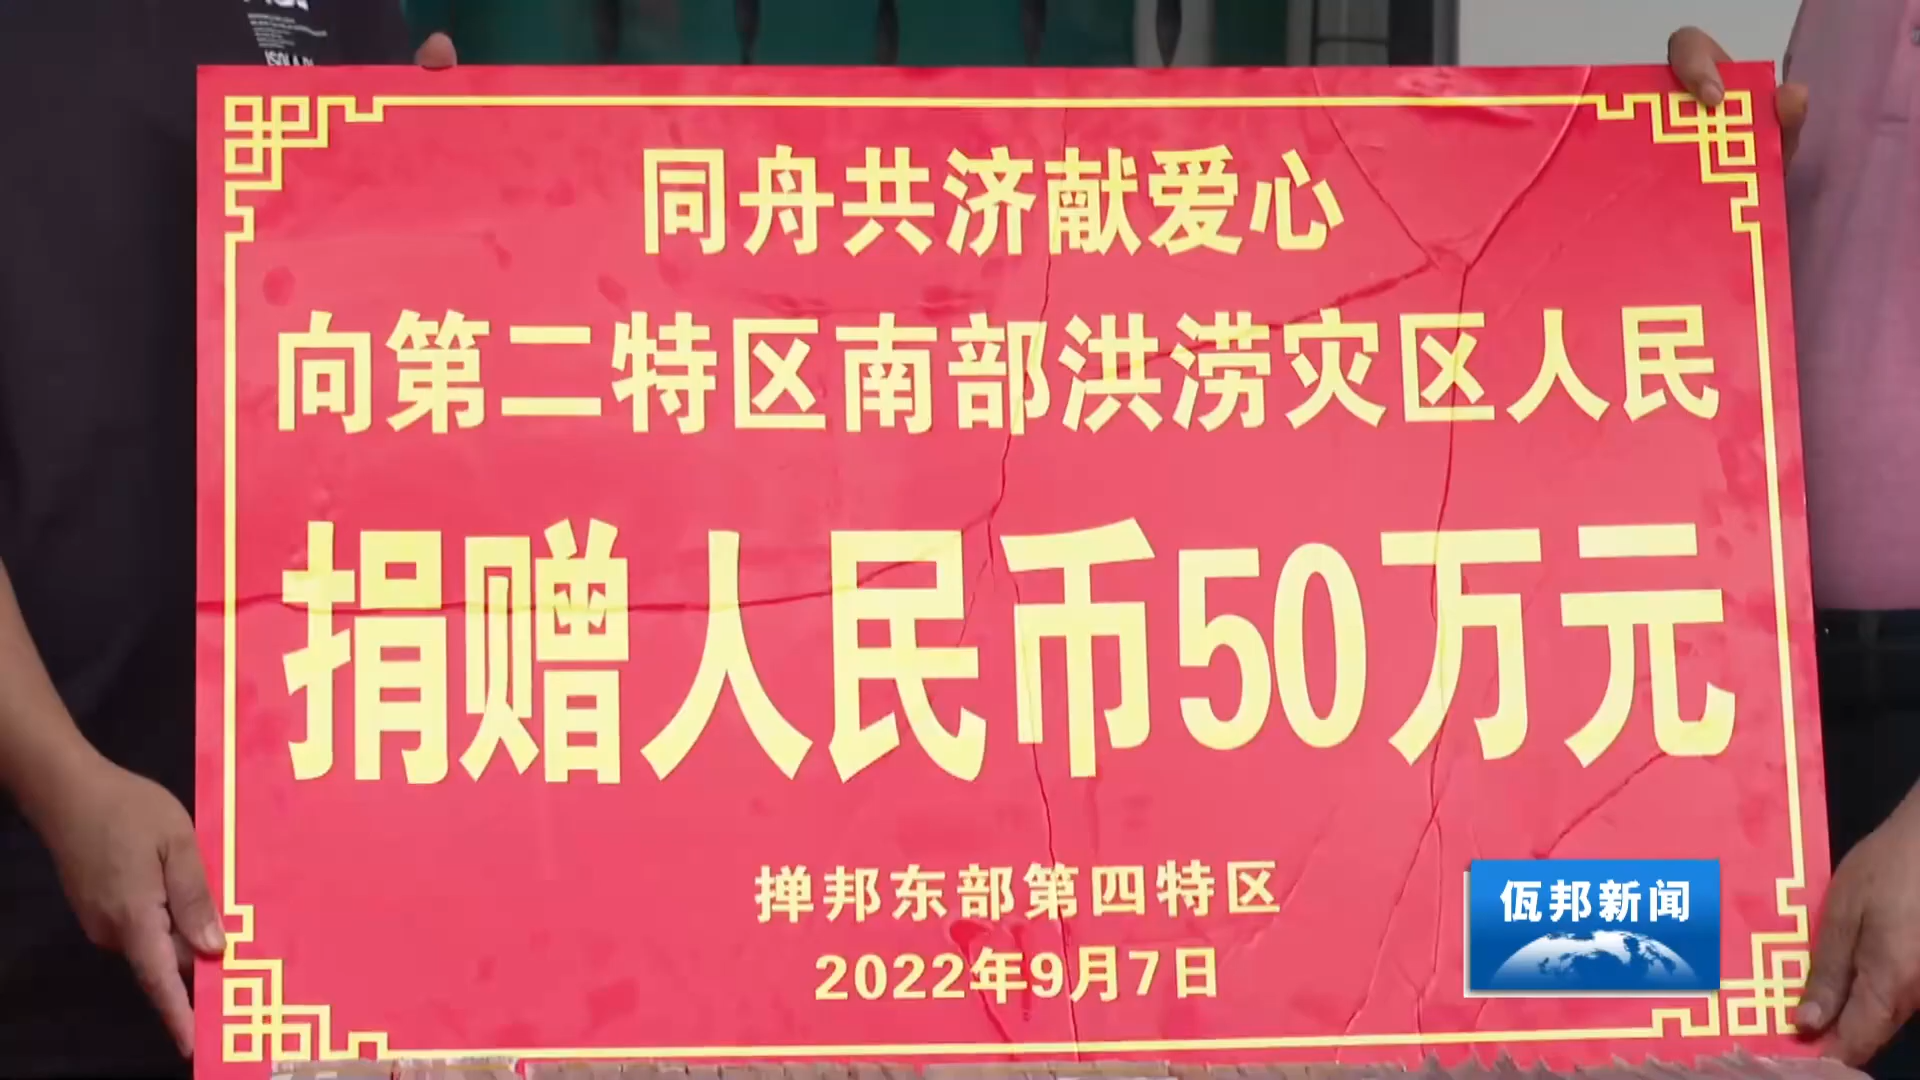 ISOLA
同舟共济献爱心
向第二特区南部洪涝灾区人民
捐赠人民币50万元
掸邦东部第四特区
2022年9月7日
佤邦新闻